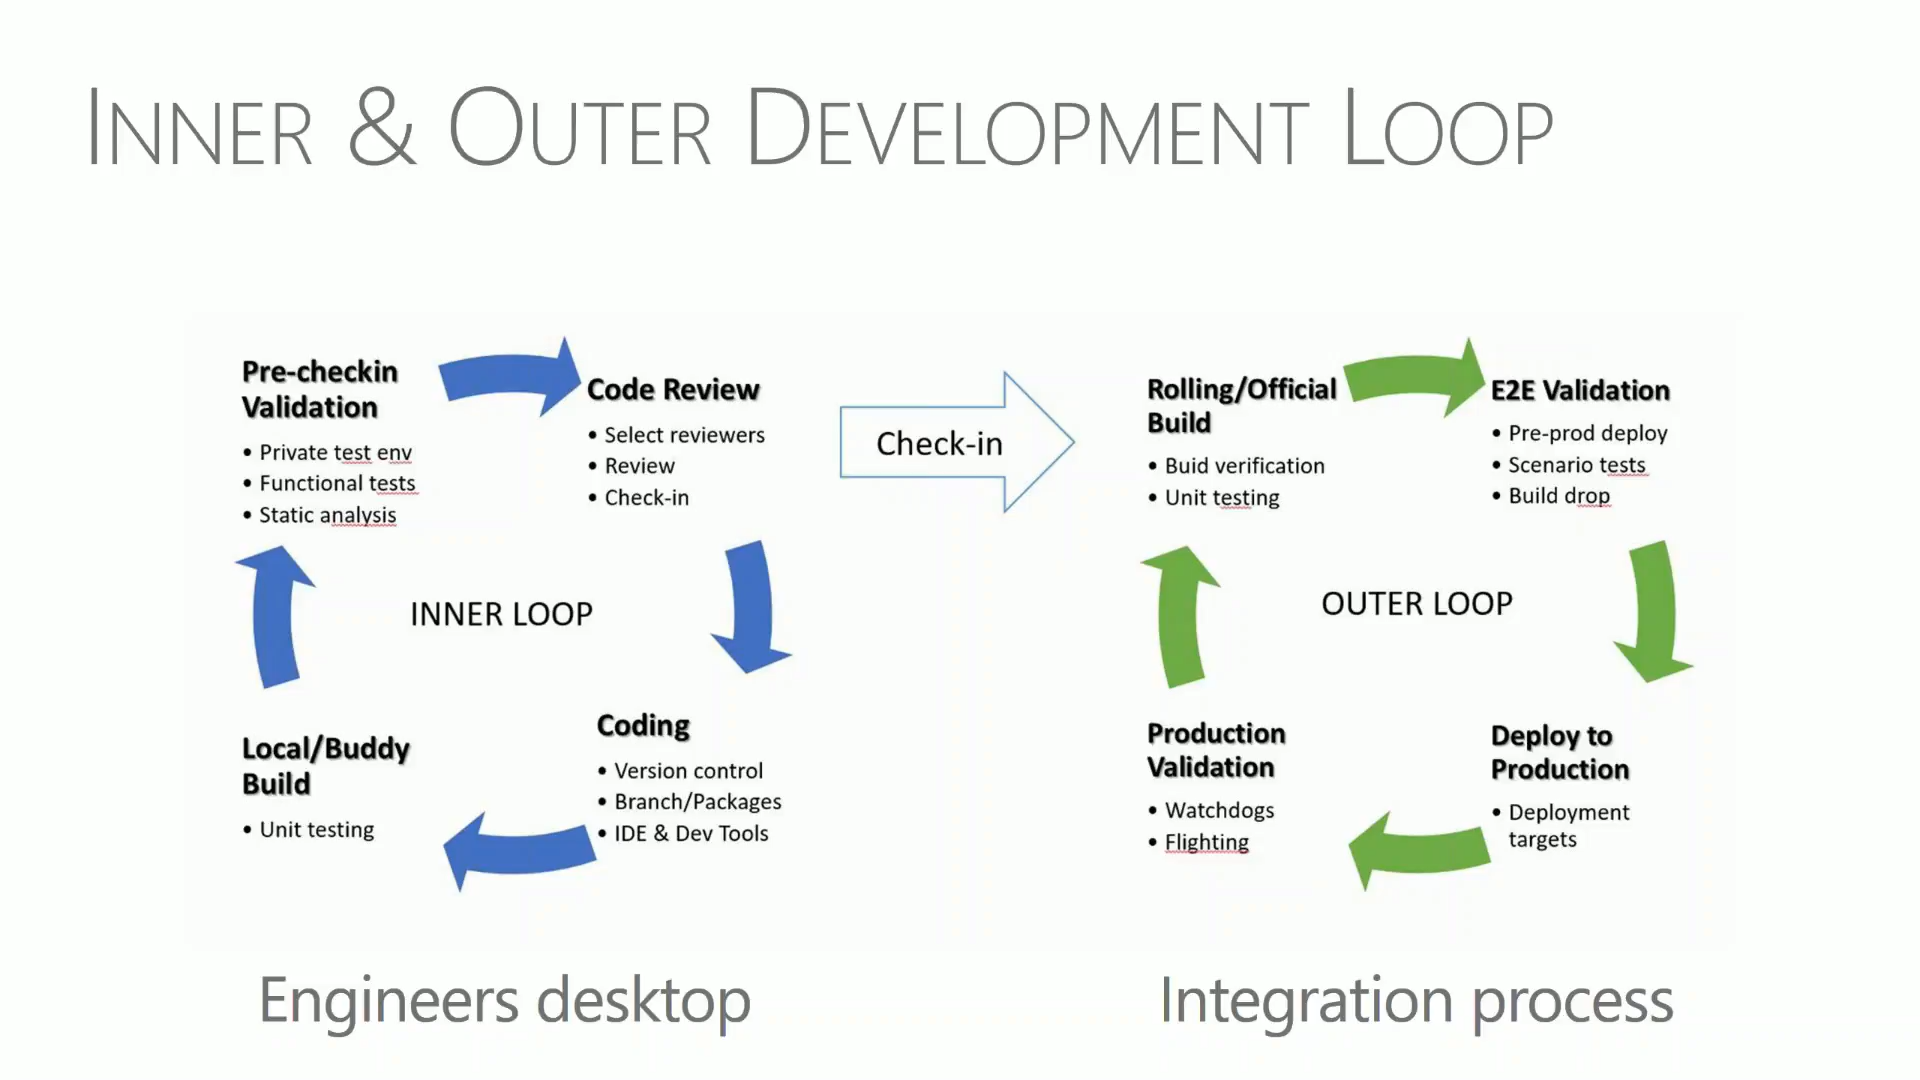 INNER & OUTER DEVELOPMENT LOOP
Pre-checkin
Validation
• Private test env
• Functional tests
• Static analysis
Code Review
• Select reviewers
• Review
• Check-in
INNER LOOP
Local/Buddy
Build
• Unit testing
Coding
• Version control
• Branch/Packages
• IDE & Dev Tools
Check-in
Rolling/Official
Build
• Buid verification
• Unit testing
E2E Validation
• Pre-prod deploy
• Scenario tests
• Build drop
OUTER LOOP
Production
Validation
• Watchdogs
• Flighting
Deploy to
Production
• Deployment
targets
Engineers desktop
Integration process